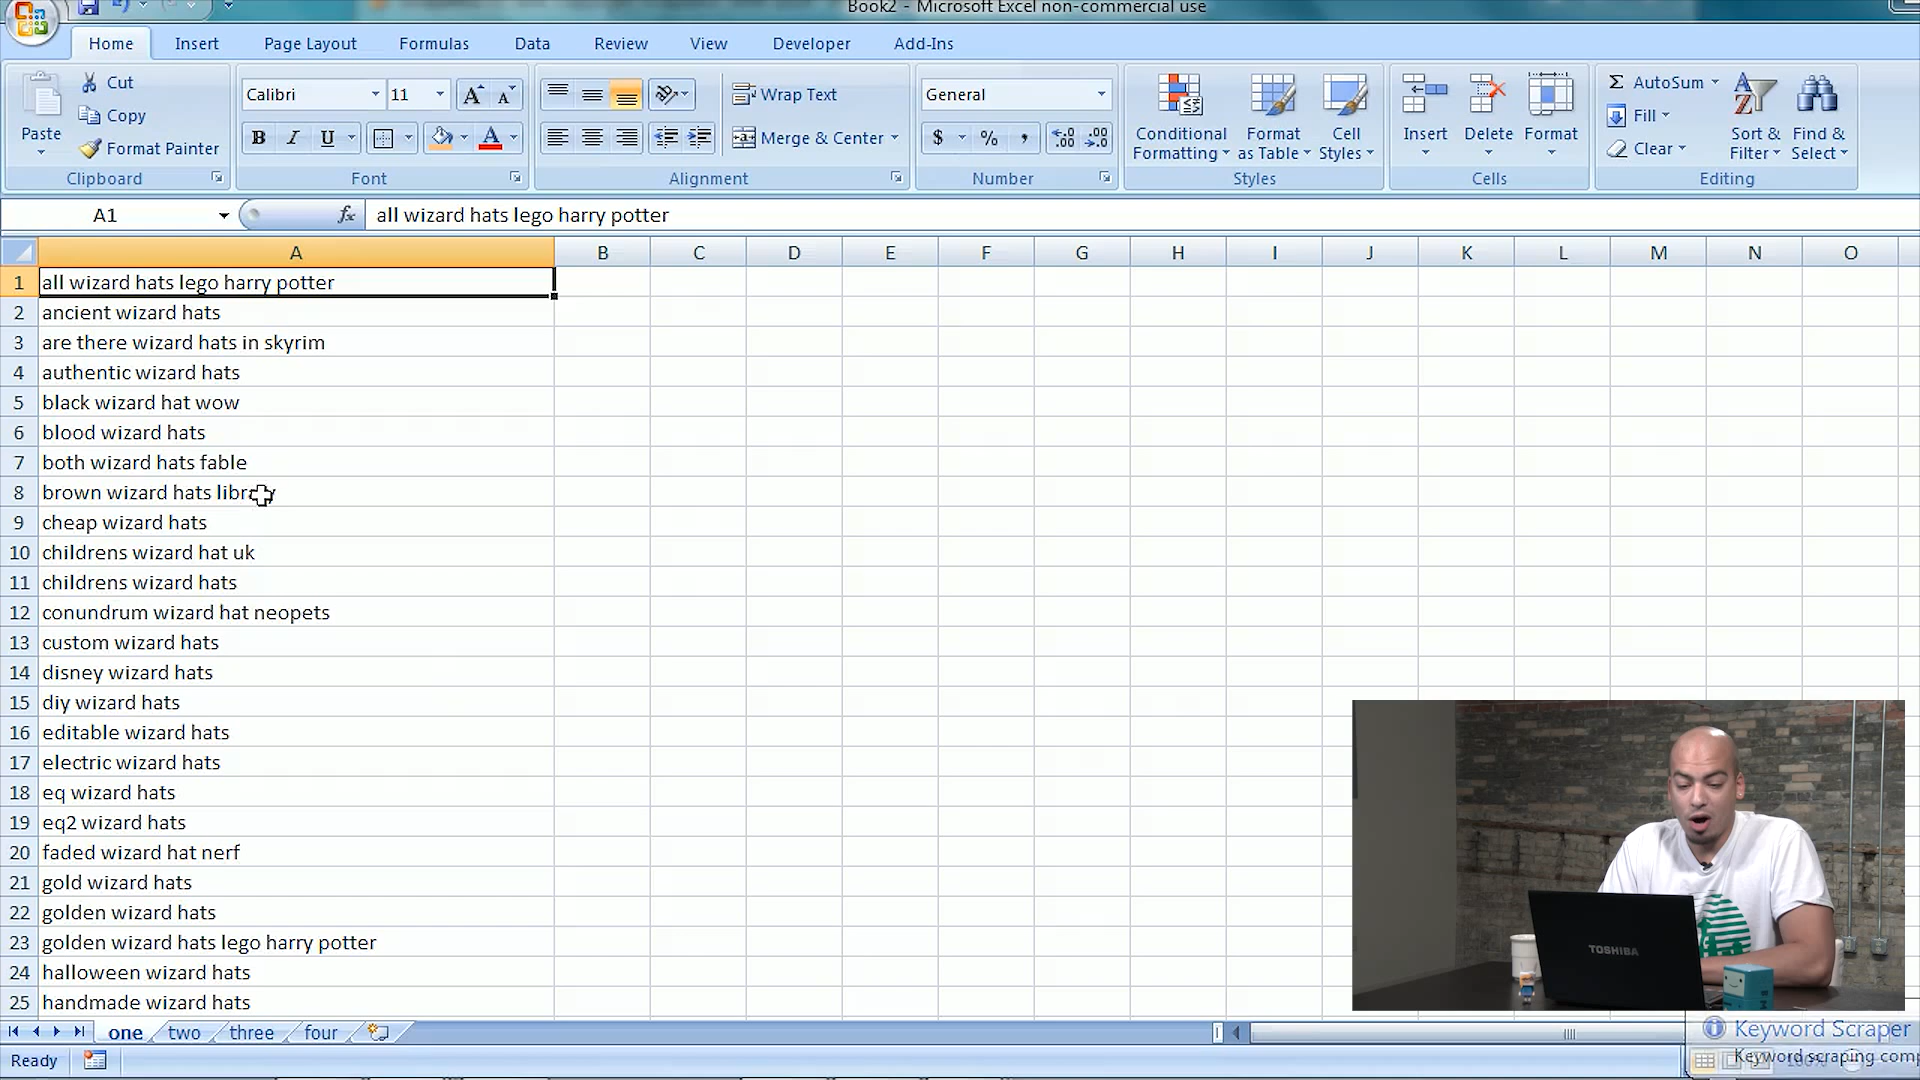 Book2 - Microsoft Excel non-commercial use
Home Insert Page Layout Formulas Data Review View Developer Add-Ins
Paste
Cut
Copy
Format Painter
Clipboard
Calibri 11
B I U
Font
Wrap Text
Merge & Center
Alignment
General
$ % ,
Number
Conditional Formatting
Format as Table
Cell Styles
Styles
Insert
Delete
Format
Cells
Σ AutoSum
Fill
Clear
Sort & Filter
Find & Select
Editing
A1 fx all wizard hats lego harry potter
A B C D E F G H I J K L M N O
1 all wizard hats lego harry potter
2 ancient wizard hats
3 are there wizard hats in skyrim
4 authentic wizard hats
5 black wizard hat wow
6 blood wizard hats
7 both wizard hats fable
8 brown wizard hats library
9 cheap wizard hats
10 childrens wizard hat uk
11 childrens wizard hats
12 conundrum wizard hat neopets
13 custom wizard hats
14 disney wizard hats
15 diy wizard hats
16 editable wizard hats
17 electric wizard hats
18 eq wizard hats
19 eq2 wizard hats
20 faded wizard hat nerf
21 gold wizard hats
22 golden wizard hats
23 golden wizard hats lego harry potter
24 halloween wizard hats
25 handmade wizard hats
TOSHIBA
one two three four
Keyword Scraper
Ready
Keyword scraping comp